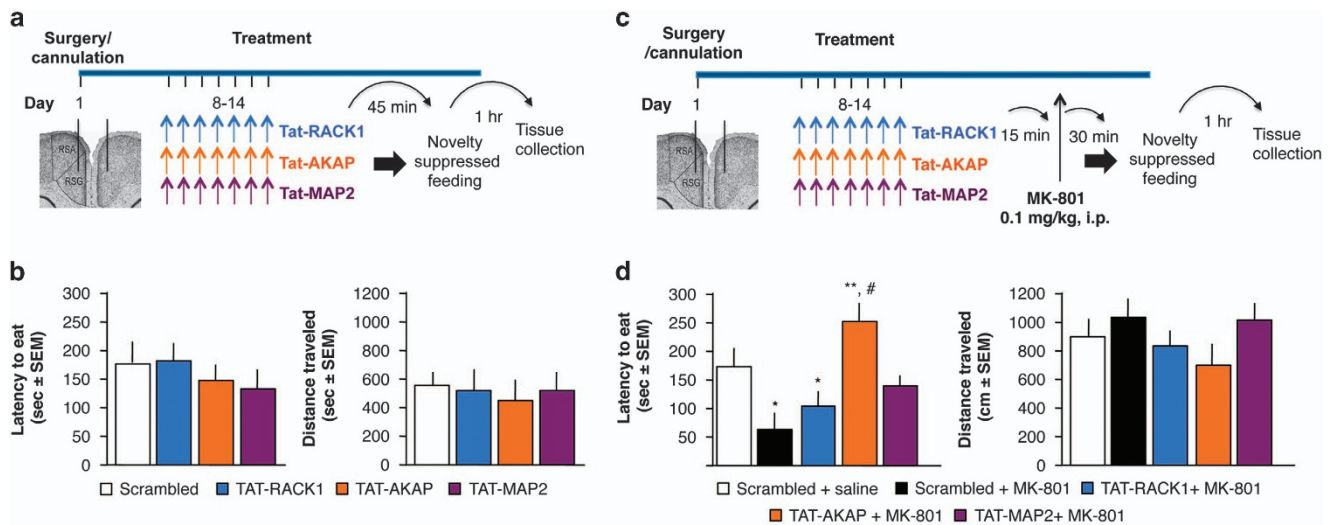 a
Surgery/
cannulation
Treatment
Day
1
8-14
45 min
1 hr
RSA
RSG
Tat-RACK1
Tat-AKAP
Tat-MAP2
Novelty
suppressed
feeding
Tissue
collection
c
Surgery
/cannulation
Treatment
Day
1
8-14
15 min
30 min
1 hr
RSA
RSG
Tat-RACK1
Tat-AKAP
Tat-MAP2
MK-801
0.1 mg/kg, i.p.
Novelty
suppressed
feeding
Tissue
collection
b
Latency to eat
(sec ± SEM)
300
250
200
150
100
50
0
Distance traveled
(sec ± SEM)
1200
1000
800
600
400
200
0
Scrambled TAT-RACK1 TAT-AKAP TAT-MAP2
d
Latency to eat
(sec ± SEM)
300
250
200
150
100
50
*
*
**, #
Distance traveled
(cm ± SEM)
1200
1000
800
600
400
200
0
Scrambled + saline Scrambled + MK-801 TAT-RACK1+ MK-801
TAT-AKAP + MK-801 TAT-MAP2+ MK-801